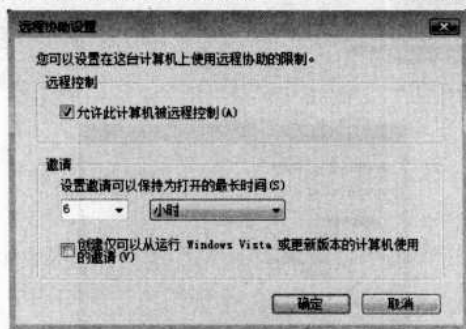 远程协助设置
您可以设置在这台计算机上使用远程协助的限制。
远程控制
允许此计算机被远程控制(A)
邀请
设置邀请可以保持为打开的最长时间(S)
6
小时
创建仅可以从运行 Windows Vista 或更新版本的计算机使用
的邀请(V)
确定
取消